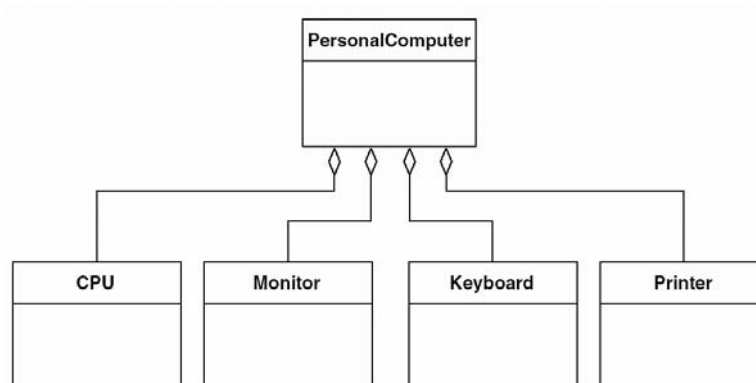 PersonalComputer
CPU
Monitor
Keyboard
Printer